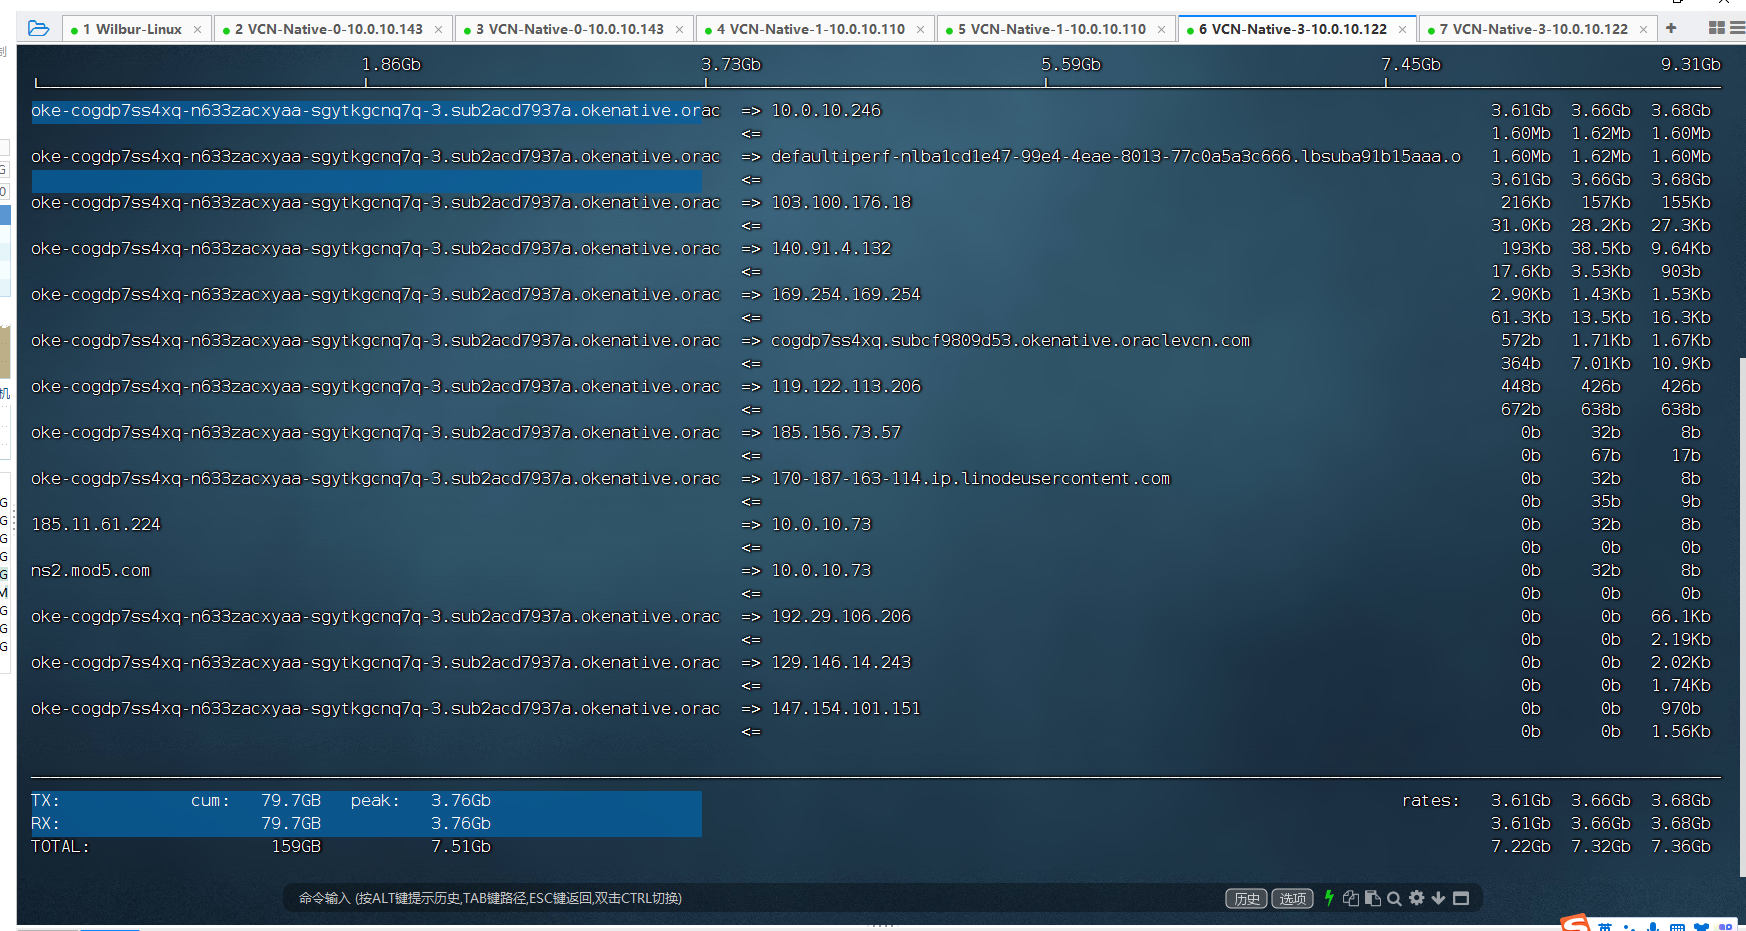 1 Wilbur-Linux × 2 VCN-Native-0-10.0.10.143 × 3 VCN-Native-0-10.0.10.143 × 4 VCN-Native-1-10.0.10.110 × 5 VCN-Native-1-10.0.10.110 × 6 VCN-Native-3-10.0.10.122 × 7 VCN-Native-3-10.0.10.122 × +
1.86Gb 3.73Gb 5.59Gb 7.45Gb 9.31Gb
oke-cogdp7ss4xq-n633zacxyaa-sgytkgcnq7q-3.sub2acd7937a.okenative.orac => 10.0.10.246 3.61Gb 3.66Gb 3.68Gb
<= 1.60Mb 1.62Mb 1.60Mb
oke-cogdp7ss4xq-n633zacxyaa-sgytkgcnq7q-3.sub2acd7937a.okenative.orac => defaultiperf-nlba1cd1e47-99e4-4eae-8013-77c0a5a3c666.lbsuba91b15aaa.o 1.60Mb 1.62Mb 1.60Mb
<= 3.61Gb 3.66Gb 3.68Gb
oke-cogdp7ss4xq-n633zacxyaa-sgytkgcnq7q-3.sub2acd7937a.okenative.orac => 103.100.176.18 216Kb 157Kb 155Kb
<= 31.0Kb 28.2Kb 27.3Kb
oke-cogdp7ss4xq-n633zacxyaa-sgytkgcnq7q-3.sub2acd7937a.okenative.orac => 140.91.4.132 193Kb 38.5Kb 9.64Kb
<= 17.6Kb 3.53Kb 903b
oke-cogdp7ss4xq-n633zacxyaa-sgytkgcnq7q-3.sub2acd7937a.okenative.orac => 169.254.169.254 2.90Kb 1.43Kb 1.53Kb
<= 61.3Kb 13.5Kb 16.3Kb
oke-cogdp7ss4xq-n633zacxyaa-sgytkgcnq7q-3.sub2acd7937a.okenative.orac => cogdp7ss4xq.subcf9809d53.okenative.oraclevcn.com 572b 1.71Kb 1.67Kb
<= 364b 7.01Kb 10.9Kb
oke-cogdp7ss4xq-n633zacxyaa-sgytkgcnq7q-3.sub2acd7937a.okenative.orac => 119.122.113.206 448b 426b 426b
<= 672b 638b 638b
oke-cogdp7ss4xq-n633zacxyaa-sgytkgcnq7q-3.sub2acd7937a.okenative.orac => 185.156.73.57 0b 32b 8b
<= 0b 67b 17b
oke-cogdp7ss4xq-n633zacxyaa-sgytkgcnq7q-3.sub2acd7937a.okenative.orac => 170-187-163-114.ip.linodeusercontent.com 0b 32b 8b
<= 0b 35b 9b
185.11.61.224 => 10.0.10.73 0b 32b 8b
<= 0b 0b 0b
ns2.mod5.com => 10.0.10.73 0b 32b 8b
<= 0b 0b 0b
oke-cogdp7ss4xq-n633zacxyaa-sgytkgcnq7q-3.sub2acd7937a.okenative.orac => 192.29.106.206 0b 0b 66.1Kb
<= 0b 0b 2.19Kb
oke-cogdp7ss4xq-n633zacxyaa-sgytkgcnq7q-3.sub2acd7937a.okenative.orac => 129.146.14.243 0b 0b 2.02Kb
<= 0b 0b 1.74Kb
oke-cogdp7ss4xq-n633zacxyaa-sgytkgcnq7q-3.sub2acd7937a.okenative.orac => 147.154.101.151 0b 0b 970b
<= 0b 0b 1.56Kb
TX: cum: 79.7GB peak: 3.76Gb rates: 3.61Gb 3.66Gb 3.68Gb
RX: 79.7GB 3.76Gb 3.61Gb 3.66Gb 3.68Gb
TOTAL: 159GB 7.51Gb 7.22Gb 7.32Gb 7.36Gb
命令输入 (按ALT键提示历史,TAB键路径,ESC键返回,双击CTRL切换) 历史 选项